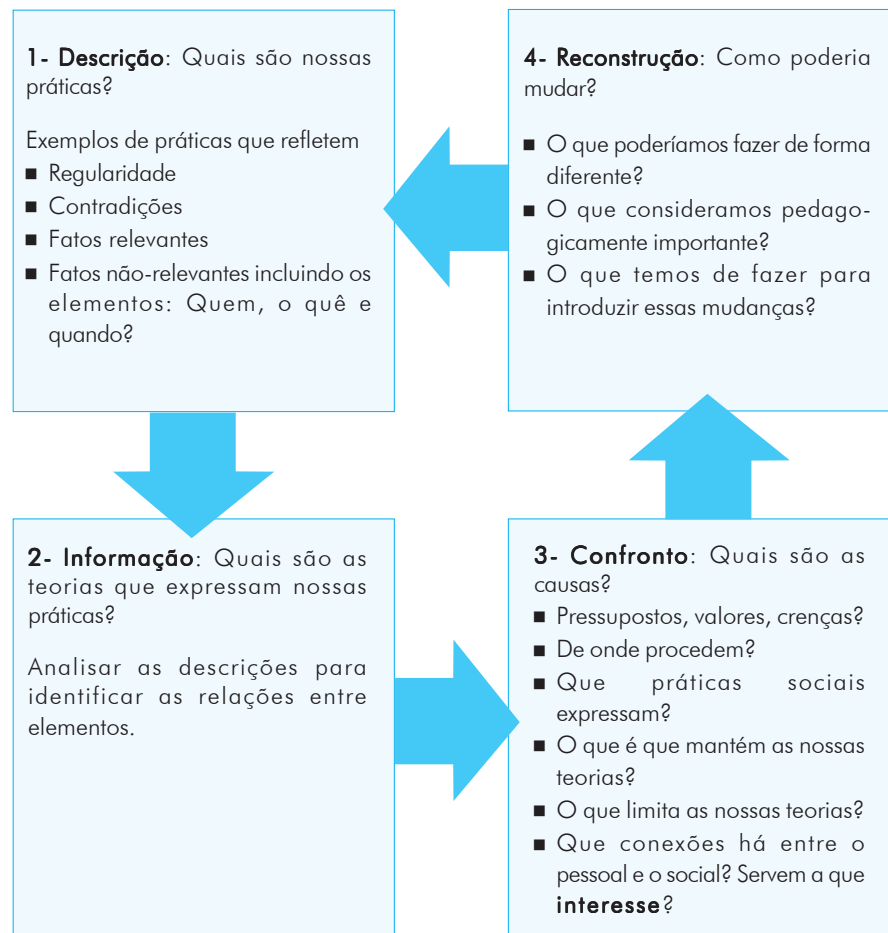 1- Descrição: Quais são nossas
práticas?
Exemplos de práticas que refletem
■ Regularidade
■ Contradições
■ Fatos relevantes
■ Fatos não-relevantes incluindo os
elementos: Quem, o quê e
quando?
2- Informação: Quais são as
teorias que expressam nossas
práticas?
Analisar as descrições para
identificar as relações entre
elementos.
3- Confronto: Quais são as
causas?
■ Pressupostos, valores, crenças?
■ De onde procedem?
■ Que práticas sociais
expressam?
■ O que é que mantém as nossas
teorias?
■ O que limita as nossas teorias?
■ Que conexões há entre o
pessoal e o social? Servem a que
interesse?
4- Reconstrução: Como poderia
mudar?
■ O que poderíamos fazer de forma
diferente?
■ O que consideramos pedago-
gicamente importante?
■ O que temos de fazer para
introduzir essas mudanças?